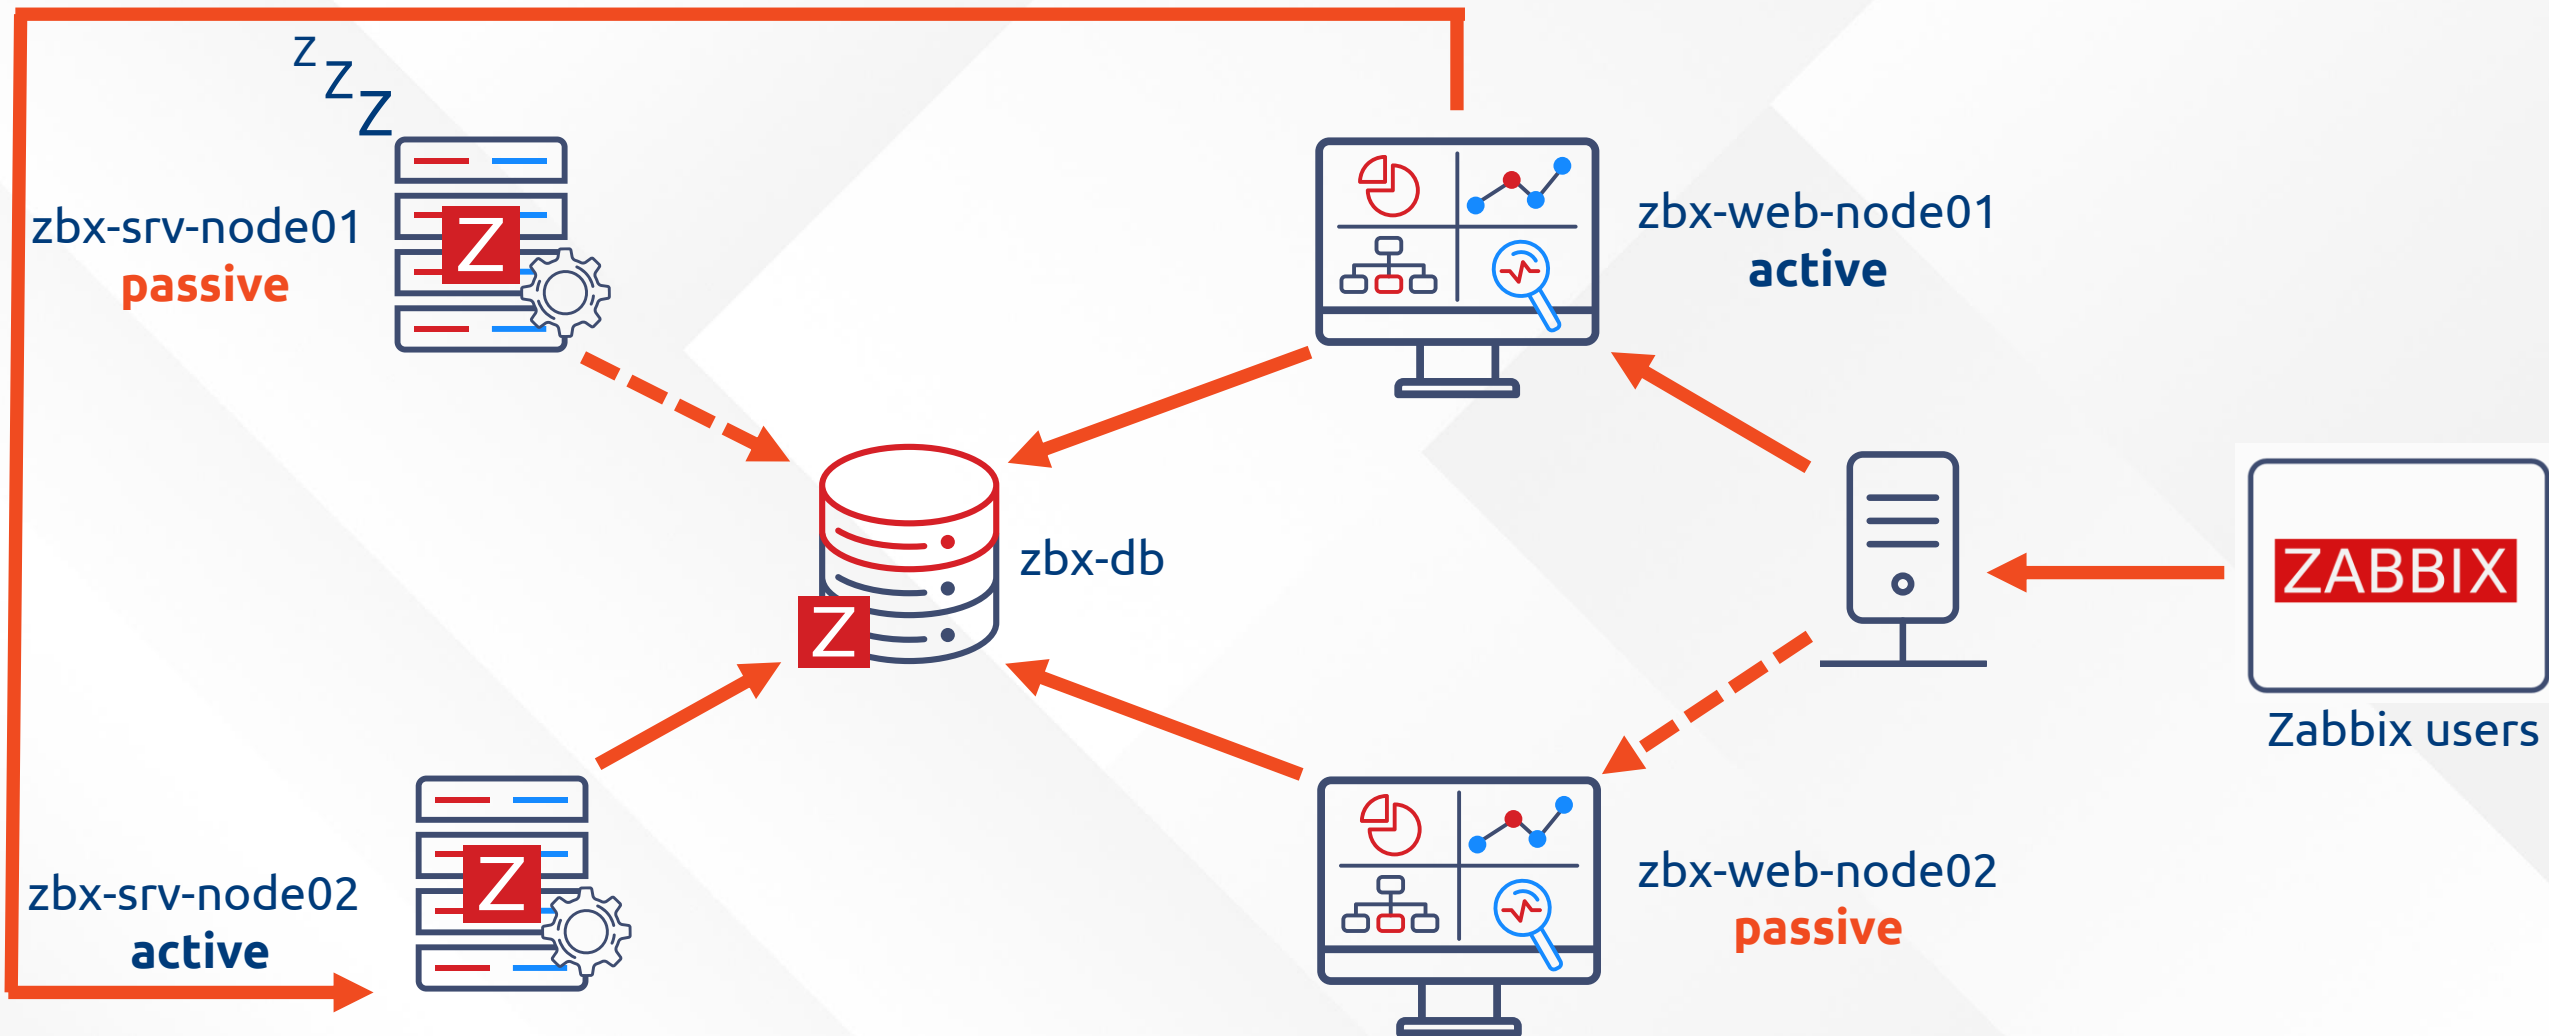 z
z
z
zbx-srv-node01
passive
Z
zbx-web-node01
active
zbx-db
Z
ZABBIX
Zabbix users
zbx-srv-node02
active
Z
zbx-web-node02
passive